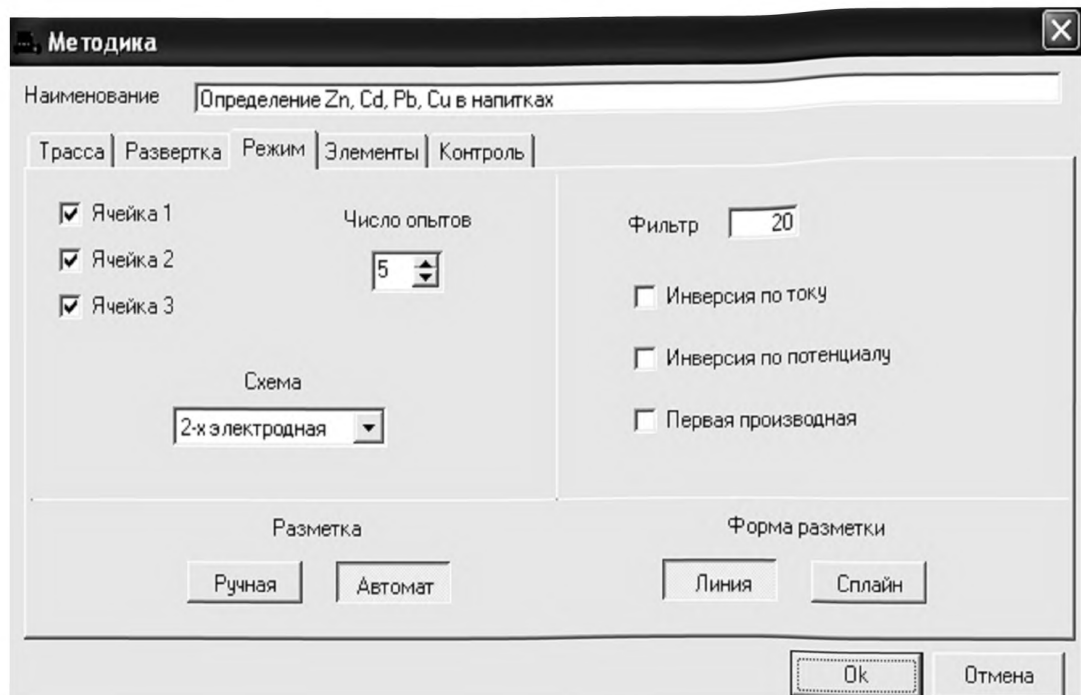 Методика
Наименование Определение Zn, Cd, Pb, Cu в напитках
Трасса Развертка Режим Элементы Контроль
Ячейка 1
Ячейка 2
Ячейка 3
Число опытов
5
Схема
2-х электродная
Фильтр 20
Инверсия по току
Инверсия по потенциалу
Первая производная
Разметка
Ручная Автомат
Форма разметки
Линия Сплайн
Ok Отмена